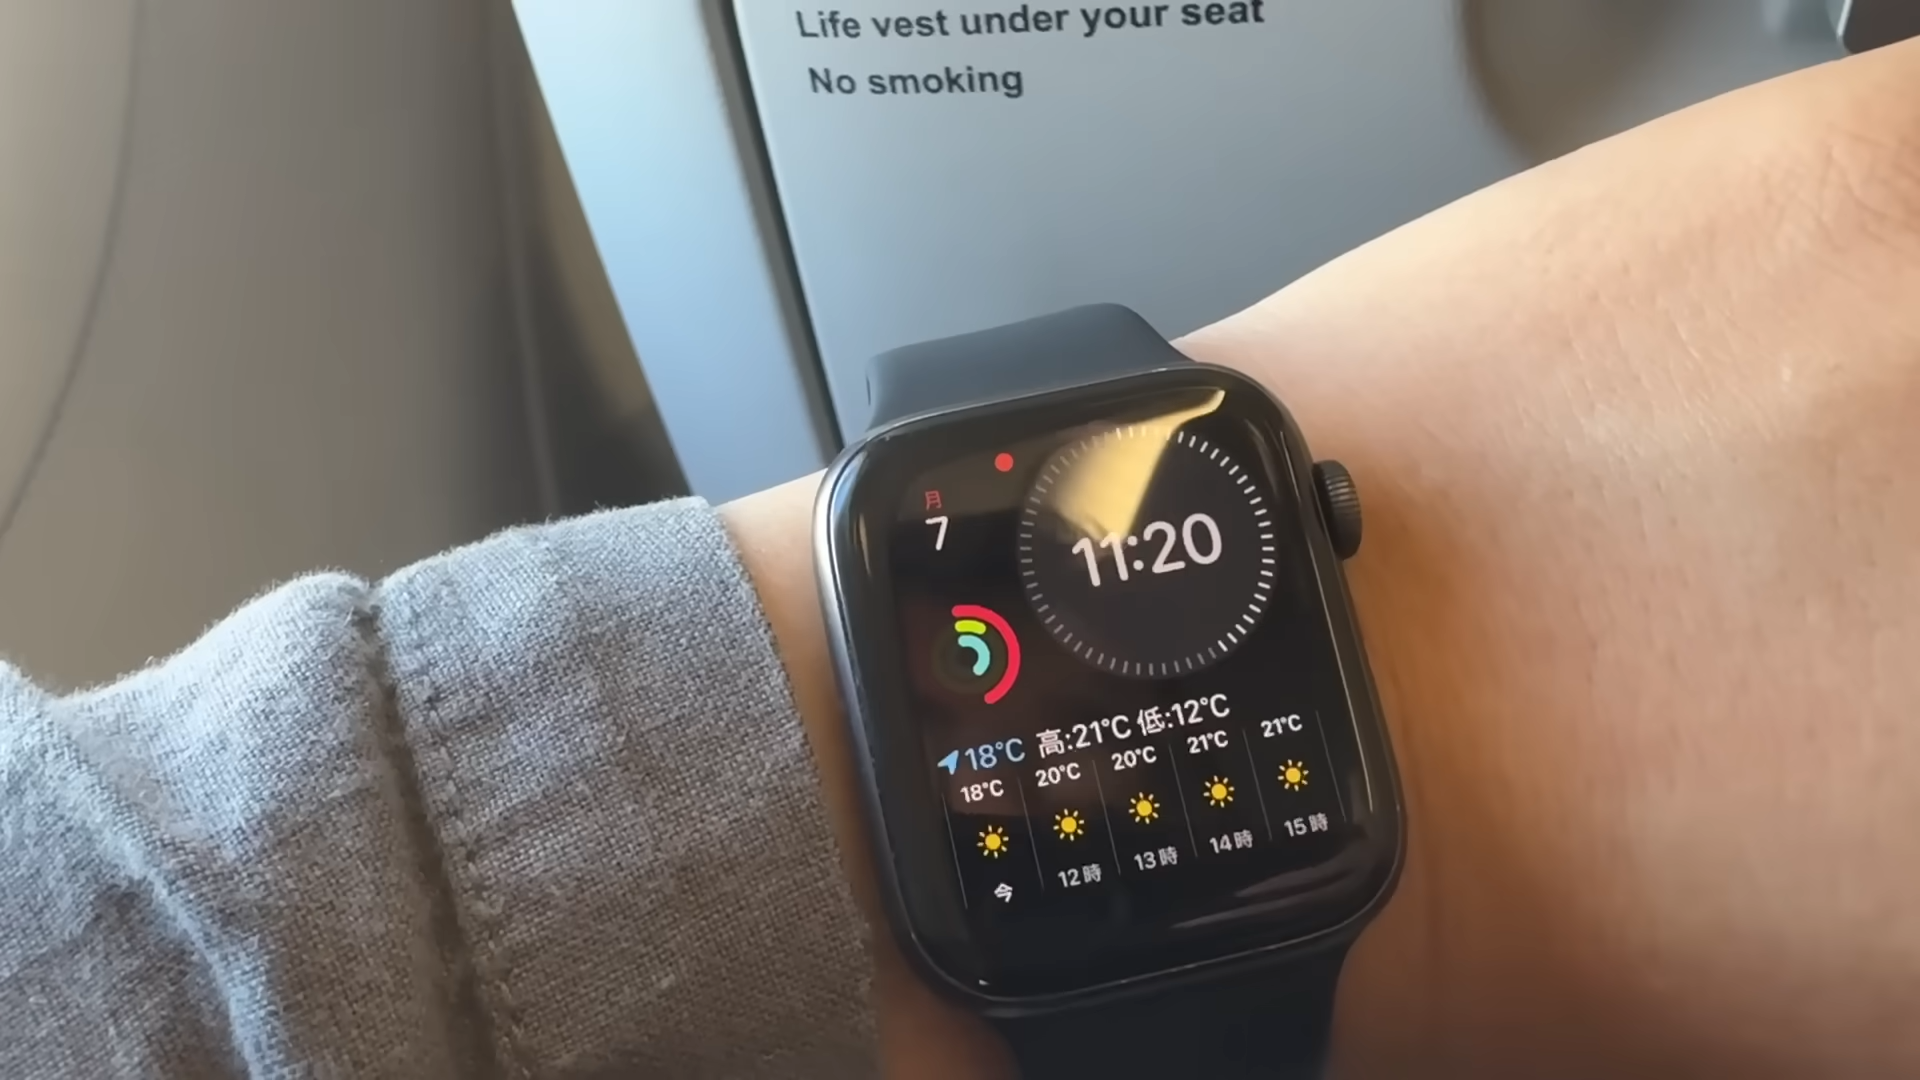 Life vest under your seat
No smoking
月
7
11:20
18°C 高:21°C 低:12°C
18°C 20°C 20°C 21°C 21°C
今 12時 13時 14時 15時